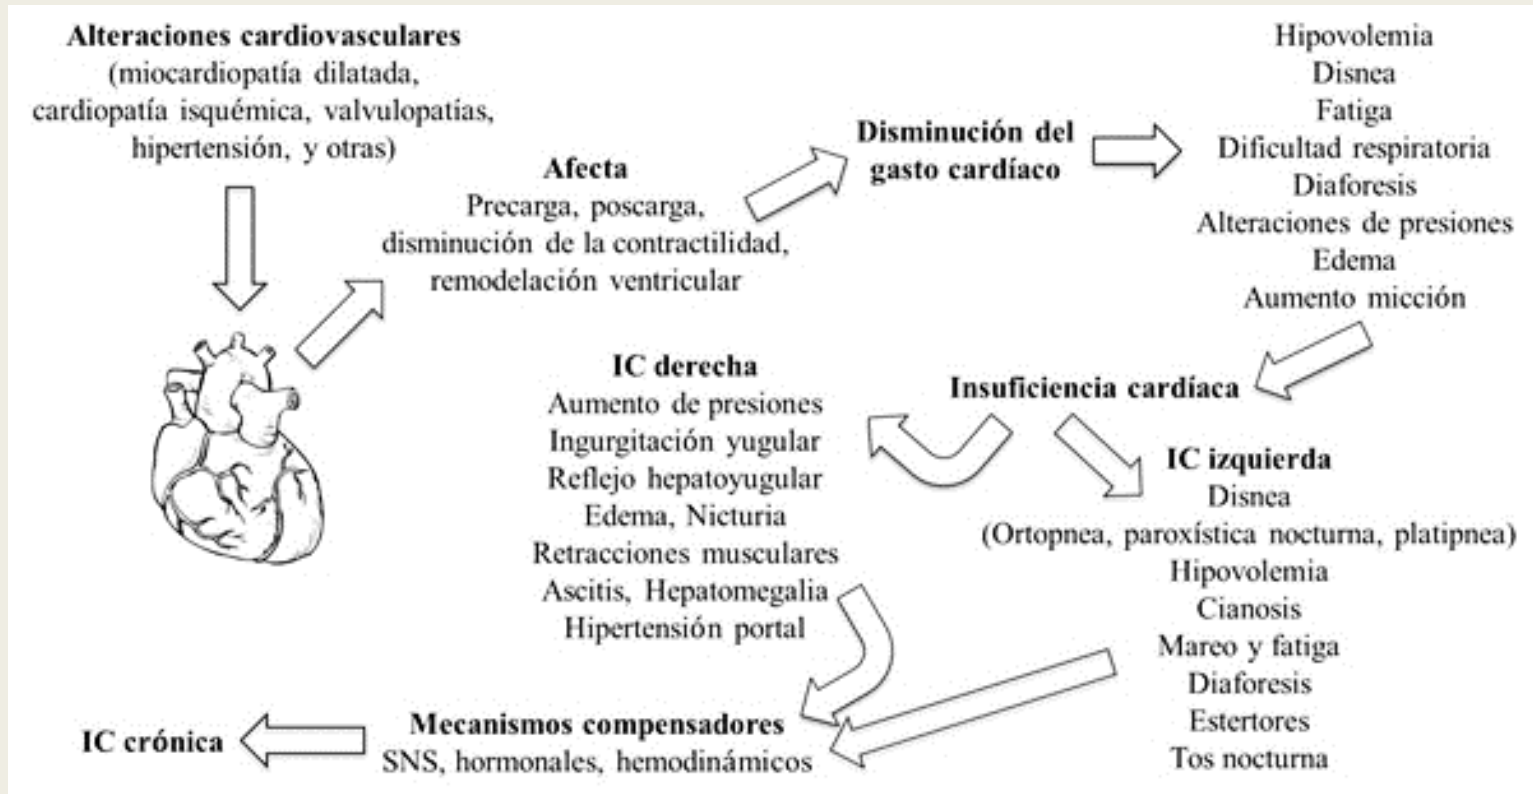 Alteraciones cardiovasculares
(miocardiopatía dilatada,
cardiopatía isquémica, valvulopatías,
hipertensión, y otras)
Afecta
Precarga, poscarga,
disminución de la contractilidad,
remodelación ventricular
Disminución del
gasto cardíaco
Hipovolemia
Disnea
Fatiga
Dificultad respiratoria
Diaforesis
Alteraciones de presiones
Edema
Aumento micción
Insuficiencia cardíaca
IC derecha
Aumento de presiones
Ingurgitación yugular
Reflejo hepatoyugular
Edema, Nicturia
Retracciones musculares
Ascitis, Hepatomegalia
Hipertensión portal
IC izquierda
Disnea
(Ortopnea, paroxística nocturna, platipnea)
Hipovolemia
Cianosis
Mareo y fatiga
Diaforesis
Estertores
Tos nocturna
Mecanismos compensadores
SNS, hormonales, hemodinámicos
IC crónica